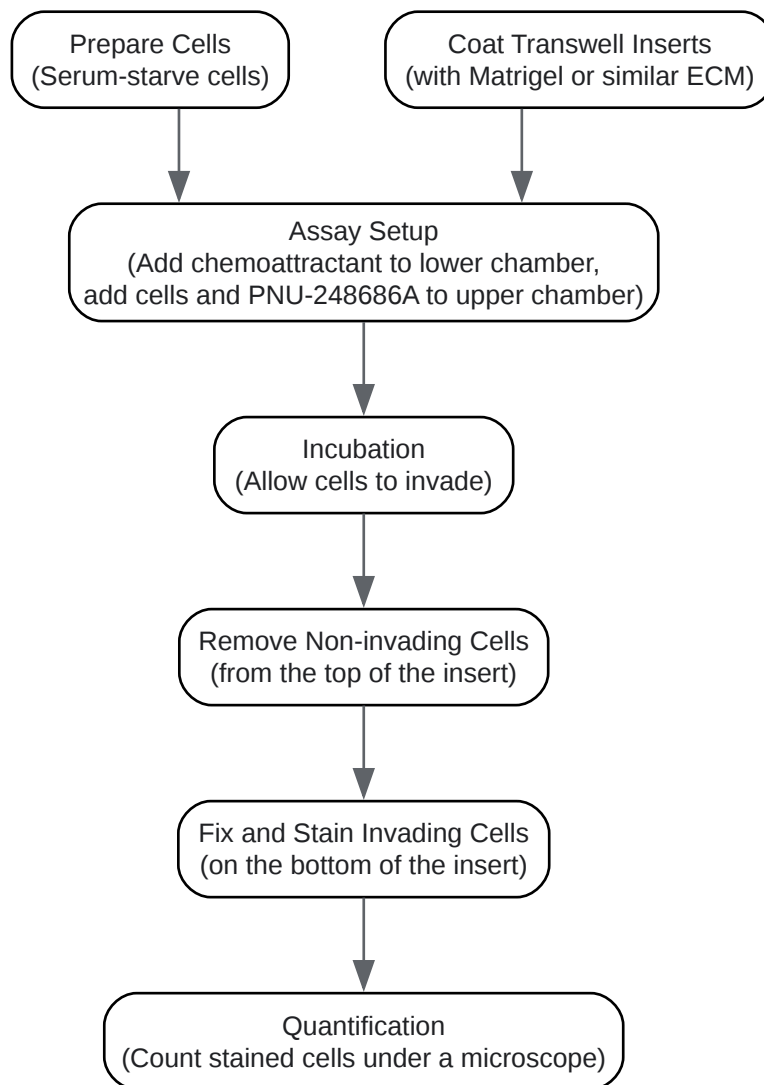 Prepare Cells
(Serum-starve cells)
Coat Transwell Inserts
(with Matrigel or similar ECM)
Assay Setup
(Add chemoattractant to lower chamber,
add cells and PNU-248686A to upper chamber)
Incubation
(Allow cells to invade)
Remove Non-invading Cells
(from the top of the insert)
Fix and Stain Invading Cells
(on the bottom of the insert)
Quantification
(Count stained cells under a microscope)